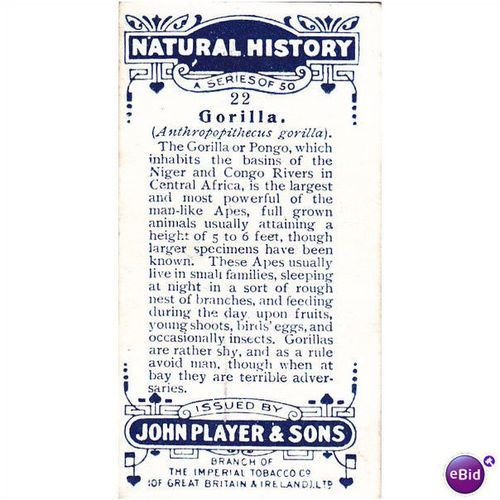 NATURAL HISTORY
A SERIES OF 50
22
Gorilla.
(Anthropopithecus gorilla).
The Gorilla or Pongo, which
inhabits the basins of the
Niger and Congo Rivers in
Central Africa, is the largest
and most powerful of the
man-like Apes, full grown
animals usually attaining a
height of 5 to 6 feet, though
larger specimens have been
known. These Apes usually
live in small families, sleeping
at night in a sort of rough
nest of branches, and feeding
during the day upon fruits,
young shoots, birds' eggs, and
occasionally insects. Gorillas
are rather shy, and as a rule
avoid man, though when at
bay they are terrible adver-
saries.
ISSUED BY
JOHN PLAYER & SONS
BRANCH OF
THE IMPERIAL TOBACCO CO
(OF GREAT BRITAIN & IRELAND), LTD
eBid